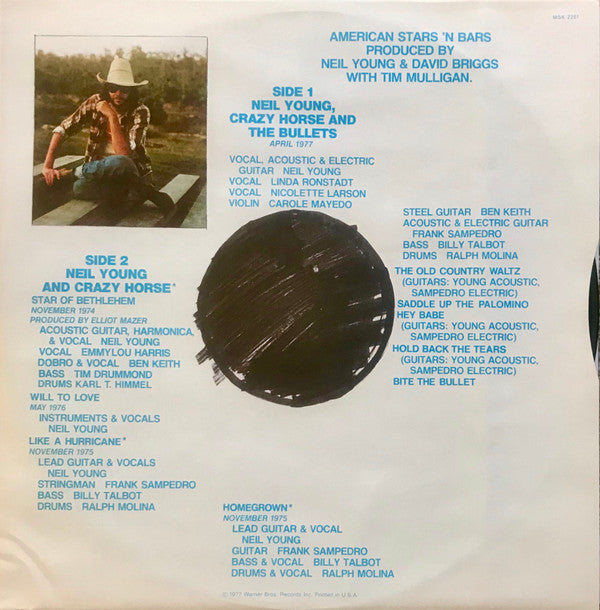 MSK 2261
AMERICAN STARS 'N BARS
PRODUCED BY
NEIL YOUNG & DAVID BRIGGS
WITH TIM MULLIGAN.
SIDE 1
NEIL YOUNG,
CRAZY HORSE AND
THE BULLETS
APRIL 1977
VOCAL, ACOUSTIC & ELECTRIC
GUITAR NEIL YOUNG
VOCAL LINDA RONSTADT
VOCAL NICOLETTE LARSON
VIOLIN CAROLE MAYEDO
STEEL GUITAR BEN KEITH
ACOUSTIC & ELECTRIC GUITAR
FRANK SAMPEDRO
BASS BILLY TALBOT
DRUMS RALPH MOLINA
THE OLD COUNTRY WALTZ
(GUITARS: YOUNG ACOUSTIC,
SAMPEDRO ELECTRIC)
SADDLE UP THE PALOMINO
HEY BABE
(GUITARS: YOUNG ACOUSTIC,
SAMPEDRO ELECTRIC)
HOLD BACK THE TEARS
(GUITARS: YOUNG ACOUSTIC,
SAMPEDRO ELECTRIC)
BITE THE BULLET
SIDE 2
NEIL YOUNG
AND CRAZY HORSE*
STAR OF BETHLEHEM
NOVEMBER 1974
PRODUCED BY ELLIOT MAZER
ACOUSTIC GUITAR, HARMONICA,
& VOCAL NEIL YOUNG
VOCAL EMMYLOU HARRIS
DOBRO & VOCAL BEN KEITH
BASS TIM DRUMMOND
DRUMS KARL T. HIMMEL
WILL TO LOVE
MAY 1976
INSTRUMENTS & VOCALS
NEIL YOUNG
LIKE A HURRICANE*
NOVEMBER 1975
LEAD GUITAR & VOCALS
NEIL YOUNG
STRINGMAN FRANK SAMPEDRO
BASS BILLY TALBOT
DRUMS RALPH MOLINA
HOMEGROWN*
NOVEMBER 1975
LEAD GUITAR & VOCAL
NEIL YOUNG
GUITAR FRANK SAMPEDRO
BASS & VOCAL BILLY TALBOT
DRUMS & VOCAL RALPH MOLINA
© 1977 Warner Bros. Records Inc. Printed in U.S.A.